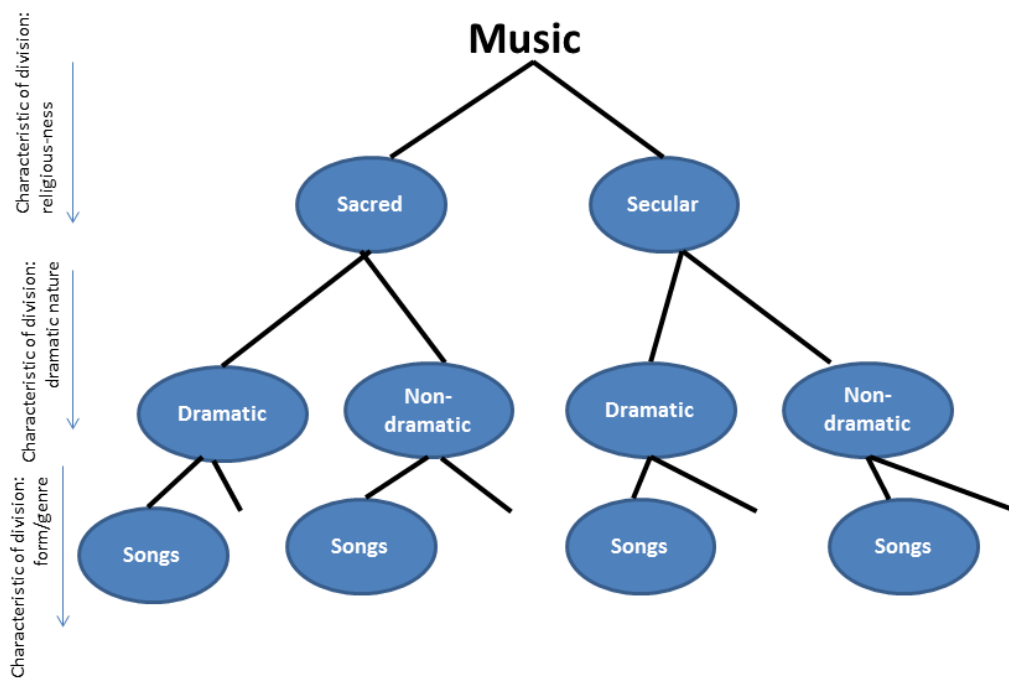 Music
Characteristic of division:
religious-ness
Sacred
Secular
Characteristic of division:
dramatic nature
Dramatic
Non-
dramatic
Dramatic
Non-
dramatic
Characteristic of division:
form/genre
Songs
Songs
Songs
Songs